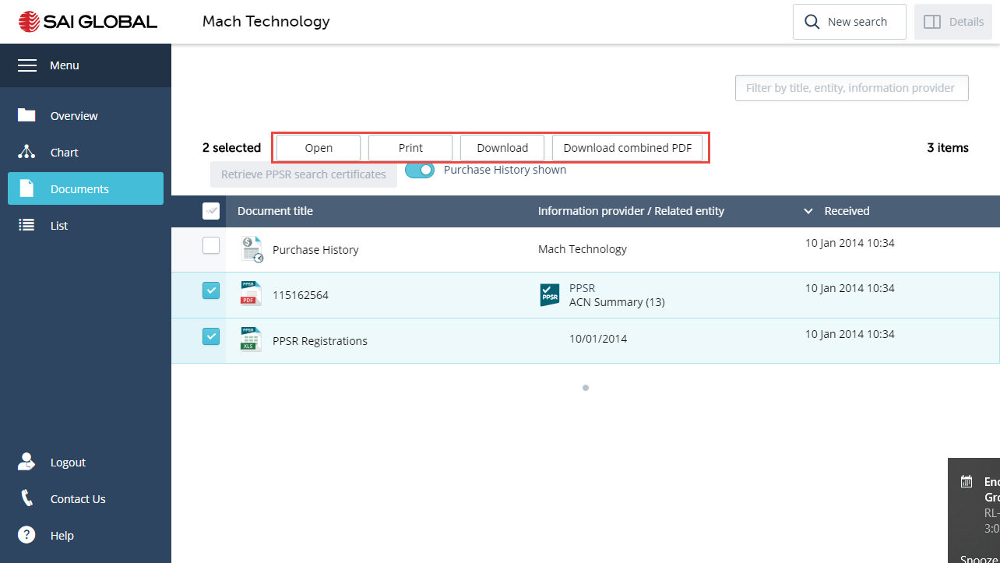 SAI GLOBAL
Mach Technology
New search
Details
Menu
Overview
Chart
Documents
List
Logout
Contact Us
Help
Filter by title, entity, information provider
2 selected Open Print Download Download combined PDF 3 items
Retrieve PPSR search certificates Purchase History shown
Document title Information provider / Related entity Received
$
Purchase History Mach Technology 10 Jan 2014 10:34
PPSR
PDF
115162564
PPSR
PPSR
ACN Summary (13)
10 Jan 2014 10:34
PPSR
XLS
PPSR Registrations 10/01/2014 10 Jan 2014 10:34
?
RL-
3:0
Snooze